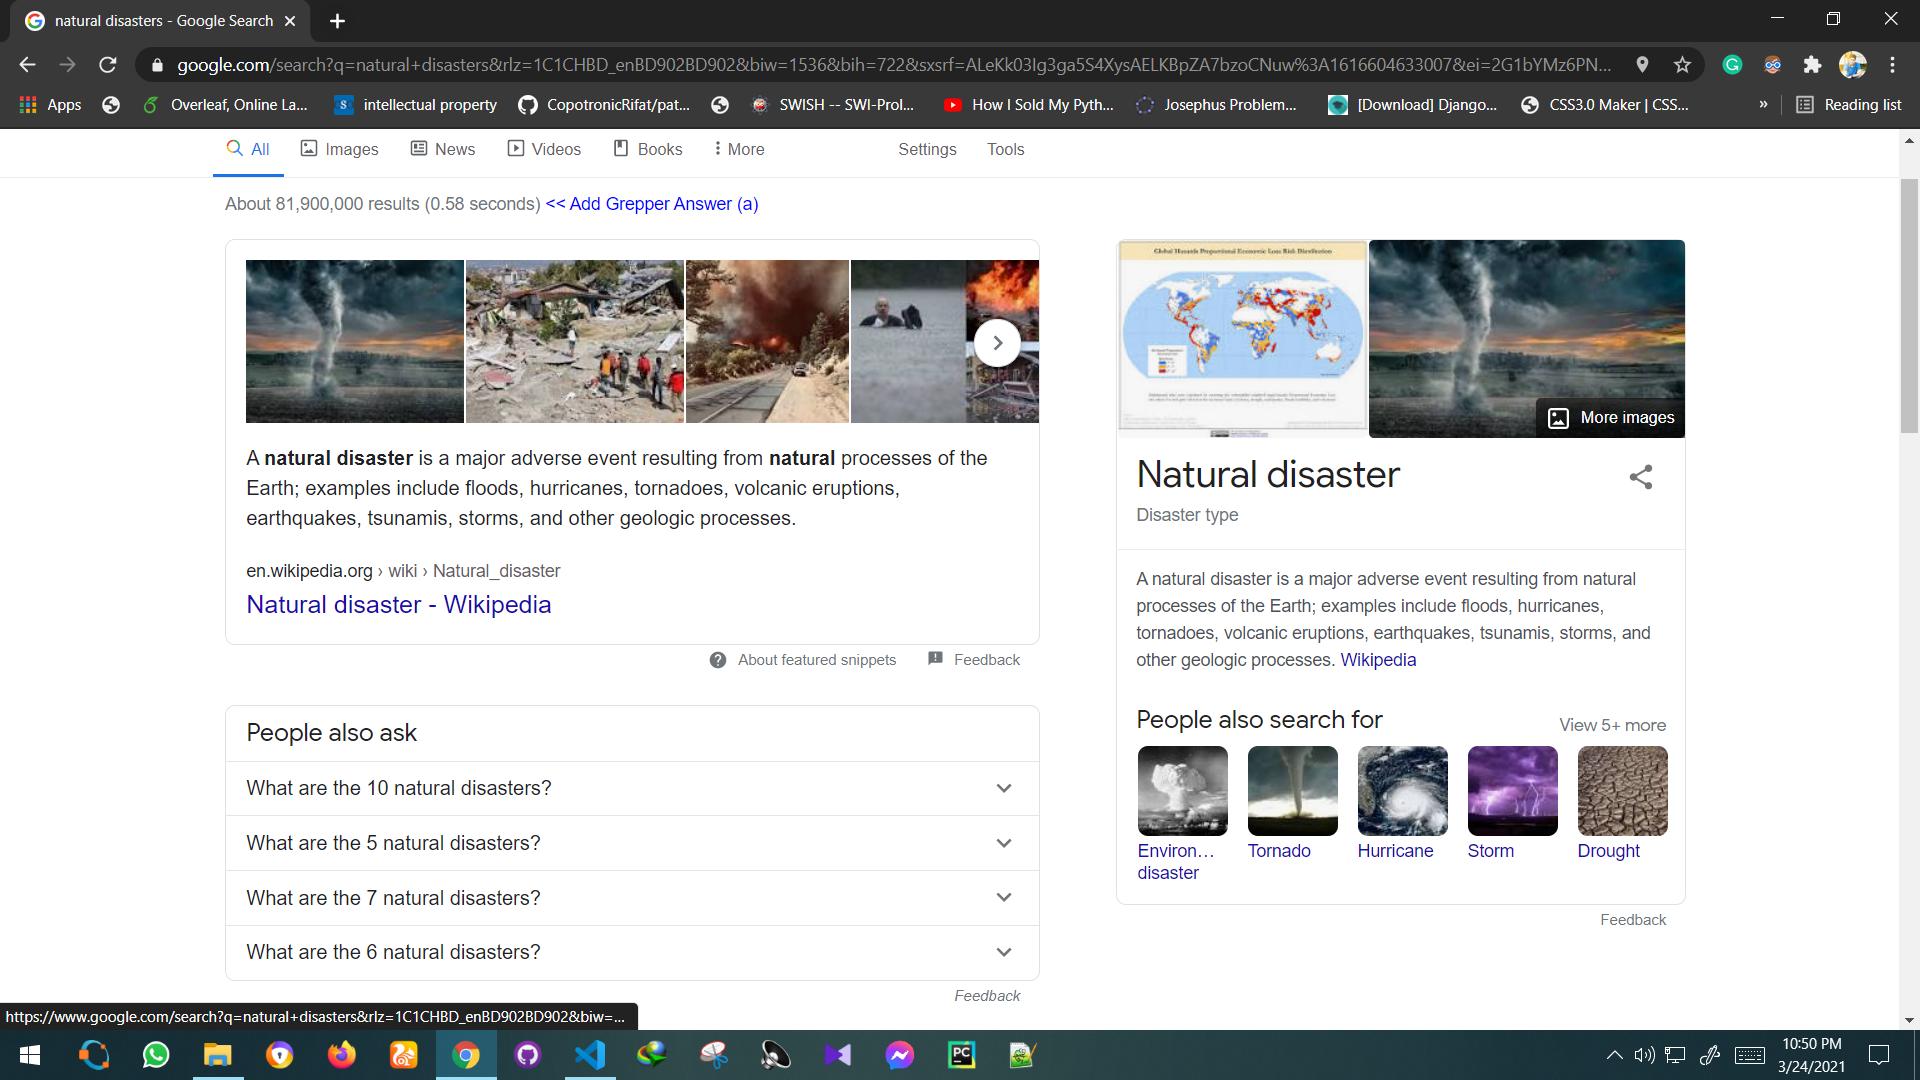 natural disasters - Google Search
google.com/search?q=natural+disasters&rlz=1C1CHBD_enBD902BD902&biw=1536&bih=722&sxsrf=ALeKk03Ig3ga5S4XysAELKBpZA7bzoCNuw%3A1616604633007&ei=2G1bYMz6PN...
Apps Overleaf, Online La... intellectual property CopotronicRifat/pat... SWISH -- SWI-Prol... How I Sold My Pyth... Josephus Problem... [Download] Django... CSS3.0 Maker | CSS... » Reading list
All Images News Videos Books More Settings Tools
About 81,900,000 results (0.58 seconds) << Add Grepper Answer (a)
A natural disaster is a major adverse event resulting from natural processes of the
Earth; examples include floods, hurricanes, tornadoes, volcanic eruptions,
earthquakes, tsunamis, storms, and other geologic processes.
en.wikipedia.org › wiki › Natural_disaster
Natural disaster - Wikipedia
About featured snippets Feedback
People also ask
What are the 10 natural disasters?
What are the 5 natural disasters?
What are the 7 natural disasters?
What are the 6 natural disasters?
Feedback
Global Hazards Proportional Economic Loss Risk Distribution
More images
Natural disaster
Disaster type
A natural disaster is a major adverse event resulting from natural
processes of the Earth; examples include floods, hurricanes,
tornadoes, volcanic eruptions, earthquakes, tsunamis, storms, and
other geologic processes. Wikipedia
People also search for View 5+ more
Environ...
disaster
Tornado
Hurricane
Storm
Drought
Feedback
https://www.google.com/search?q=natural+disasters&rlz=1C1CHBD_enBD902BD902&biw=...
10:50 PM
3/24/2021